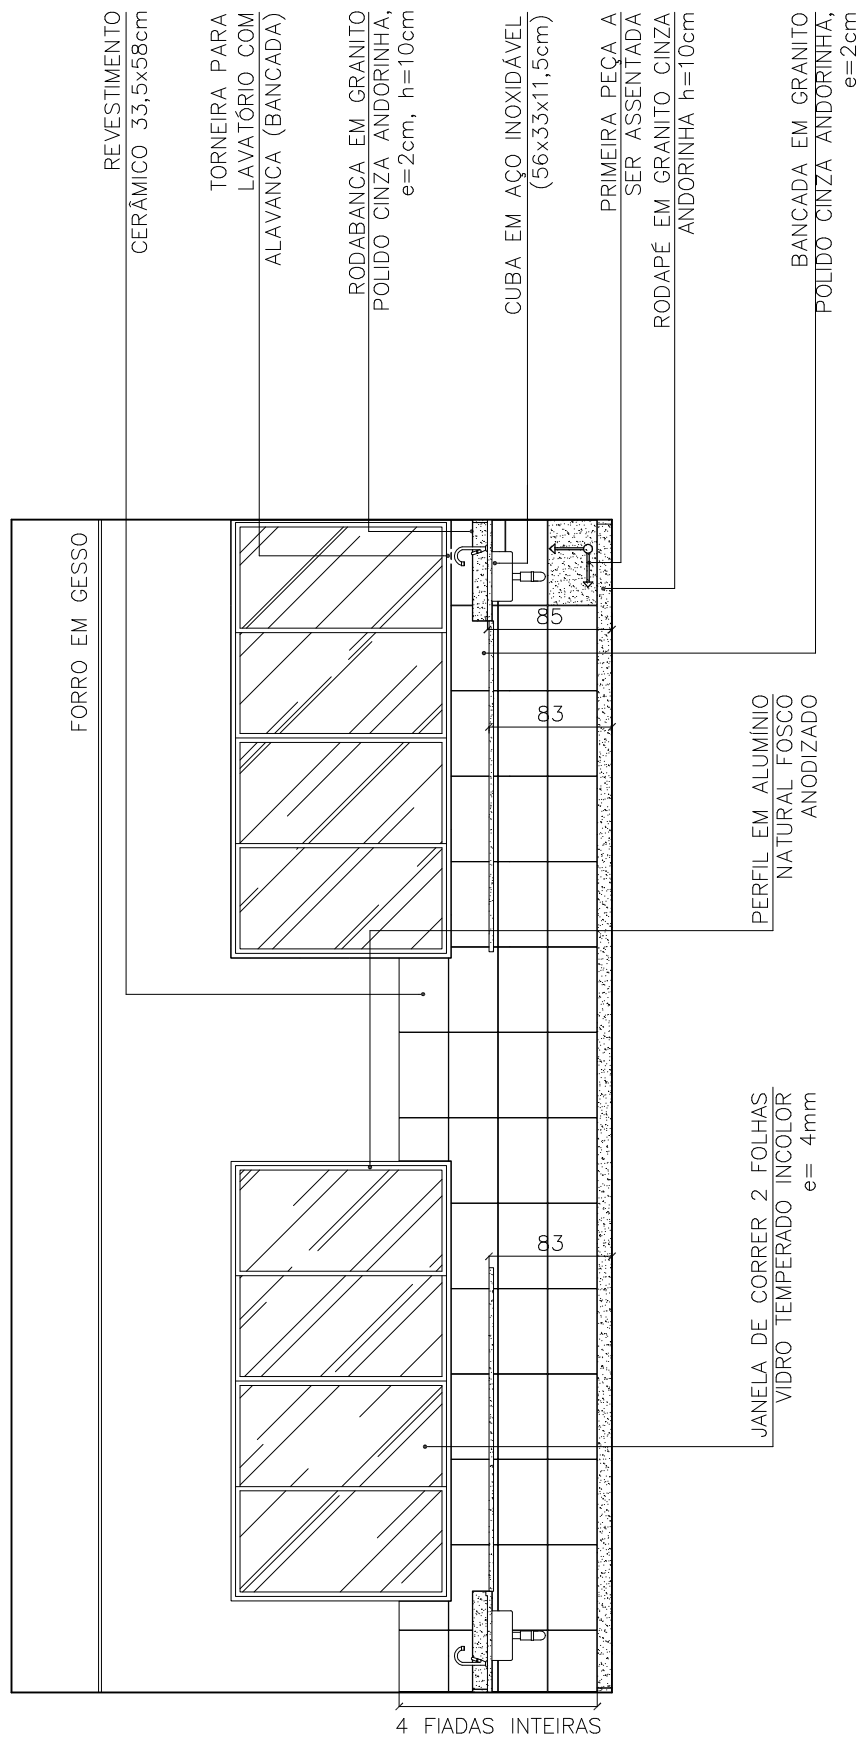 REVESTIMENTO
CERÂMICO 33,5x58cm
TORNEIRA PARA
LAVATÓRIO COM
ALAVANCA (BANCADA)
RODABANCA EM GRANITO
POLIDO CINZA ANDORINHA,
e=2cm, h=10cm
CUBA EM AÇO INOXIDÁVEL
(56x33x11,5cm)
PRIMEIRA PEÇA A
SER ASSENTADA
RODAPÉ EM GRANITO CINZA
ANDORINHA h=10cm
BANCADA EM GRANITO
POLIDO CINZA ANDORINHA,
e=2cm
FORRO EM GESSO
85
83
PERFIL EM ALUMÍNIO
NATURAL FOSCO
ANODIZADO
83
JANELA DE CORRER 2 FOLHAS
VIDRO TEMPERADO INCOLOR
e= 4mm
4 FIADAS INTEIRAS